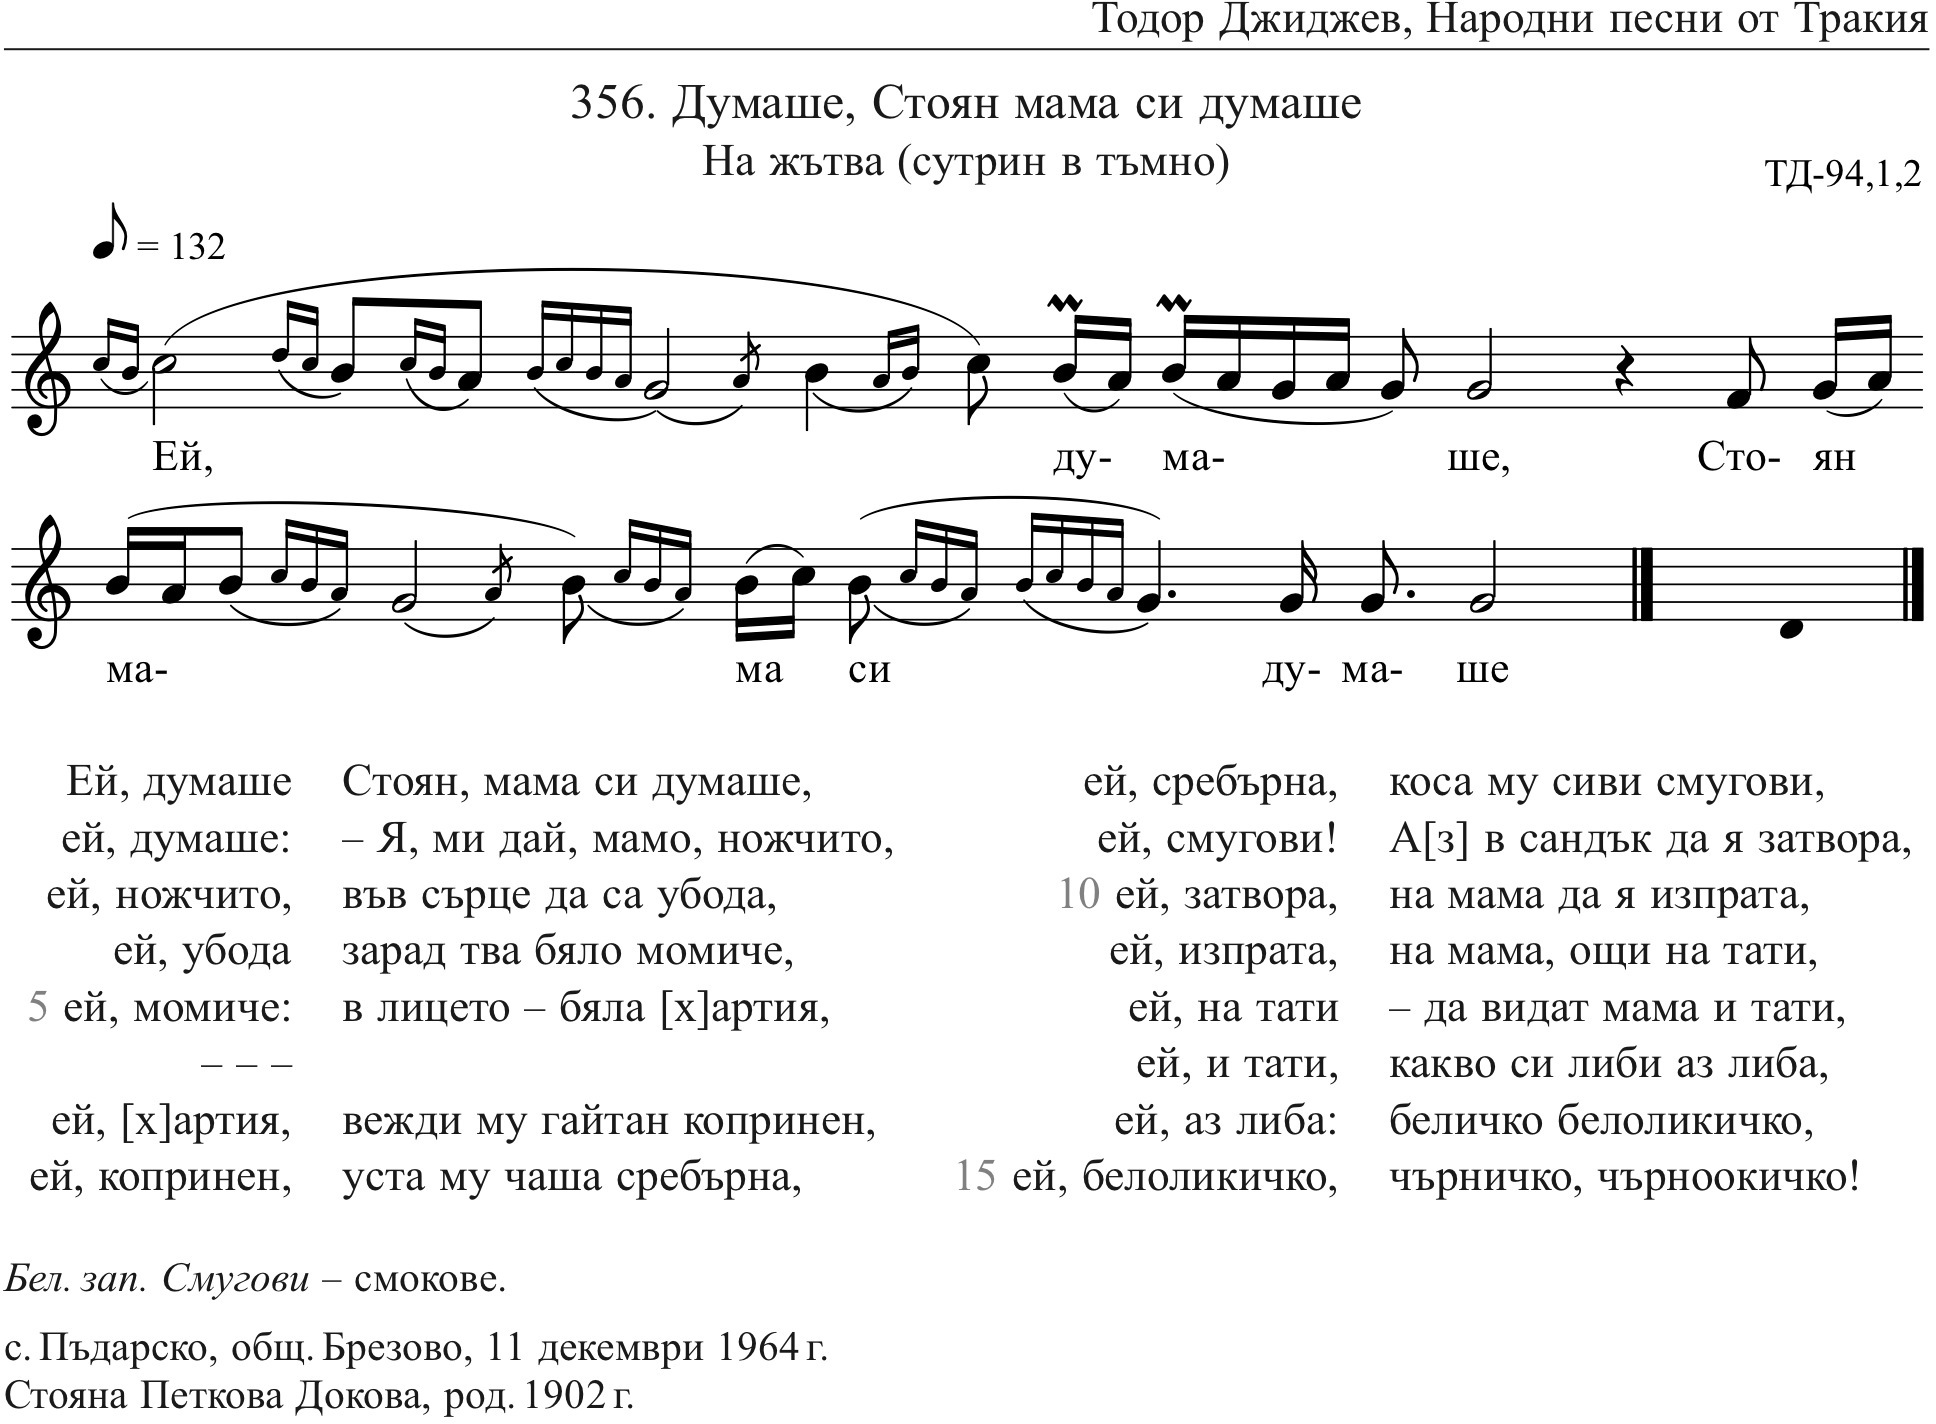 Тодор Джиджев, Народни песни от Тракия
356. Думаше, Стоян мама си думаше
На жътва (сутрин в тъмно)
ТД-94,1,2
= 132
Ей, ду- ма- ше, Сто- ян
ма- ма си ду- ма- ше
Ей, думаше Стоян, мама си думаше,
ей, думаше: – Я, ми дай, мамо, ножчито,
ей, ножчито, във сърце да са убода,
ей, убода зарад тва бяло момиче,
5 ей, момиче: в лицето – бяла [х]артия,
– – –
ей, [х]артия, вежди му гайтан копринен,
ей, копринен, уста му чаша сребърна,
ей, сребърна, коса му сиви смугови,
ей, смугови! А[з] в сандък да я затвора,
10 ей, затвора, на мама да я изпрата,
ей, изпрата, на мама, ощи на тати,
ей, на тати – да видат мама и тати,
ей, и тати, какво си либи аз либа,
ей, аз либа: беличко белоликичко,
15 ей, белоликичко, чърничко, чърноокичко!
Бел. зап. Смугови – смокове.
с. Пъдарско, общ. Брезово, 11 декември 1964 г.
Стояна Петкова Докова, род. 1902 г.